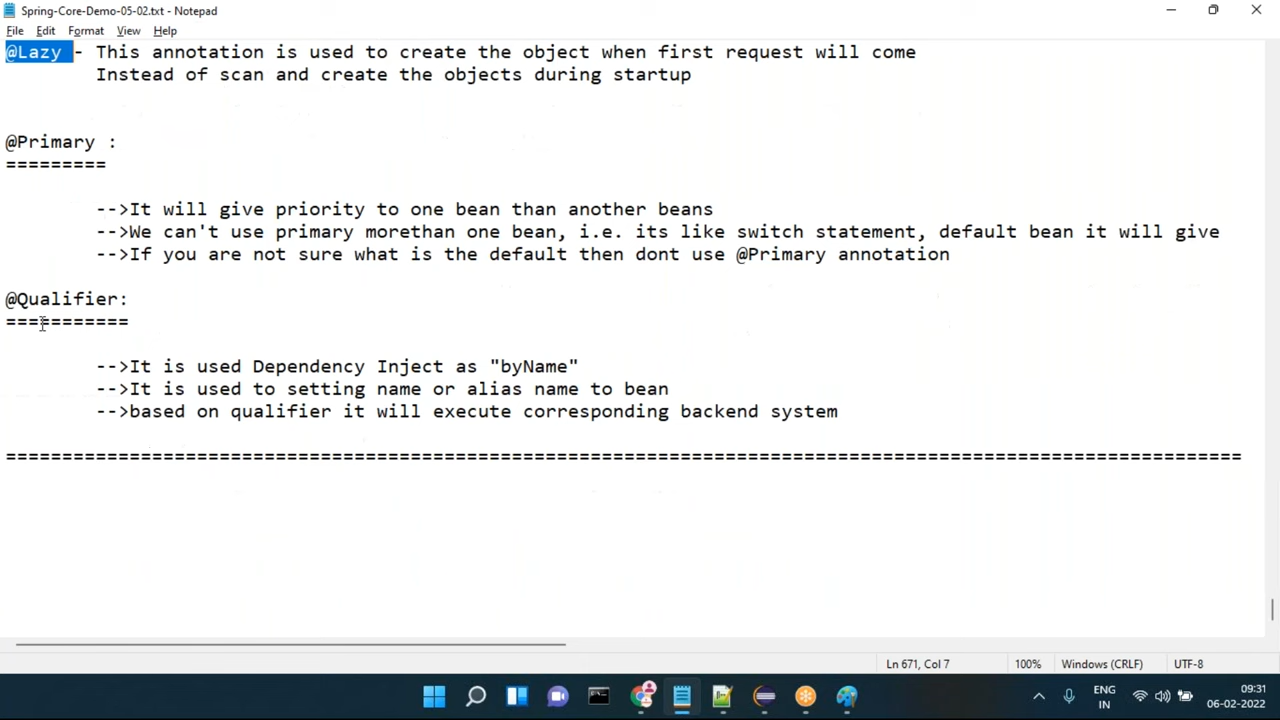 Spring-Core-Demo-05-02.txt - Notepad
File Edit Format View Help
@Lazy - This annotation is used to create the object when first request will come
Instead of scan and create the objects during startup
@Primary :
=========
-->It will give priority to one bean than another beans
-->We can't use primary morethan one bean, i.e. its like switch statement, default bean it will give
-->If you are not sure what is the default then dont use @Primary annotation
@Qualifier:
===========
-->It is used Dependency Inject as "byName"
-->It is used to setting name or alias name to bean
-->based on qualifier it will execute corresponding backend system
==============================================================================================================
Ln 671, Col 7 100% Windows (CRLF) UTF-8
ENG 09:31
IN 06-02-2022